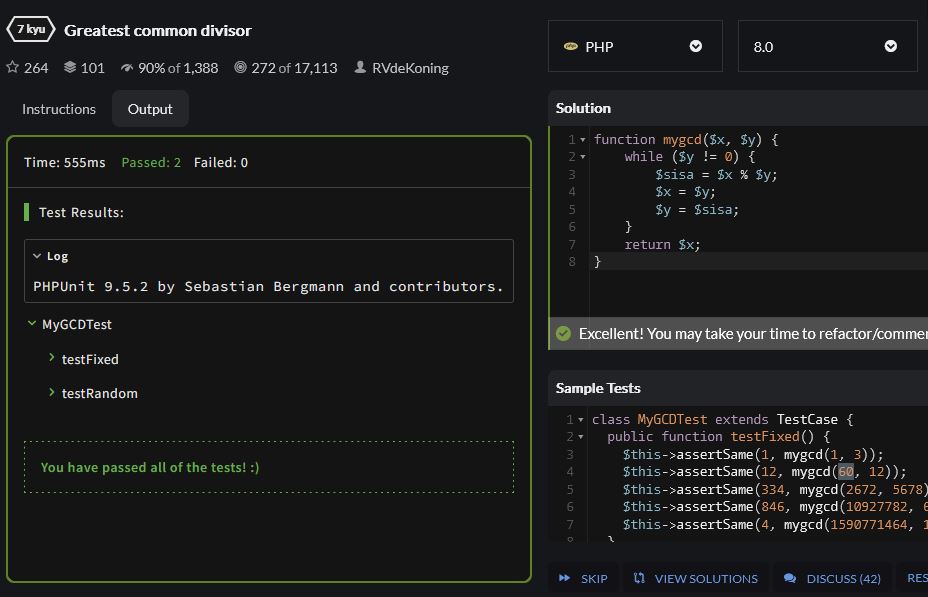 7 kyu Greatest common divisor
264 101 90% of 1,388 272 of 17,113 RVdeKoning
Instructions Output
Time: 555ms Passed: 2 Failed: 0
Test Results:
Log
PHPUnit 9.5.2 by Sebastian Bergmann and contributors.
MyGCDTest
testFixed
testRandom
You have passed all of the tests! :)
php PHP 8.0
Solution
1 function mygcd($x, $y) {
2 while ($y != 0) {
3 $sisa = $x % $y;
4 $x = $y;
5 $y = $sisa;
6 }
7 return $x;
8 }
Excellent! You may take your time to refactor/commen
Sample Tests
1 class MyGCDTest extends TestCase {
2 public function testFixed() {
3 $this->assertSame(1, mygcd(1, 3));
4 $this->assertSame(12, mygcd(60, 12));
5 $this->assertSame(334, mygcd(2672, 5678)
6 $this->assertSame(846, mygcd(10927782, 6
7 $this->assertSame(4, mygcd(1590771464, 1
8 }
SKIP VIEW SOLUTIONS DISCUSS (42) RES